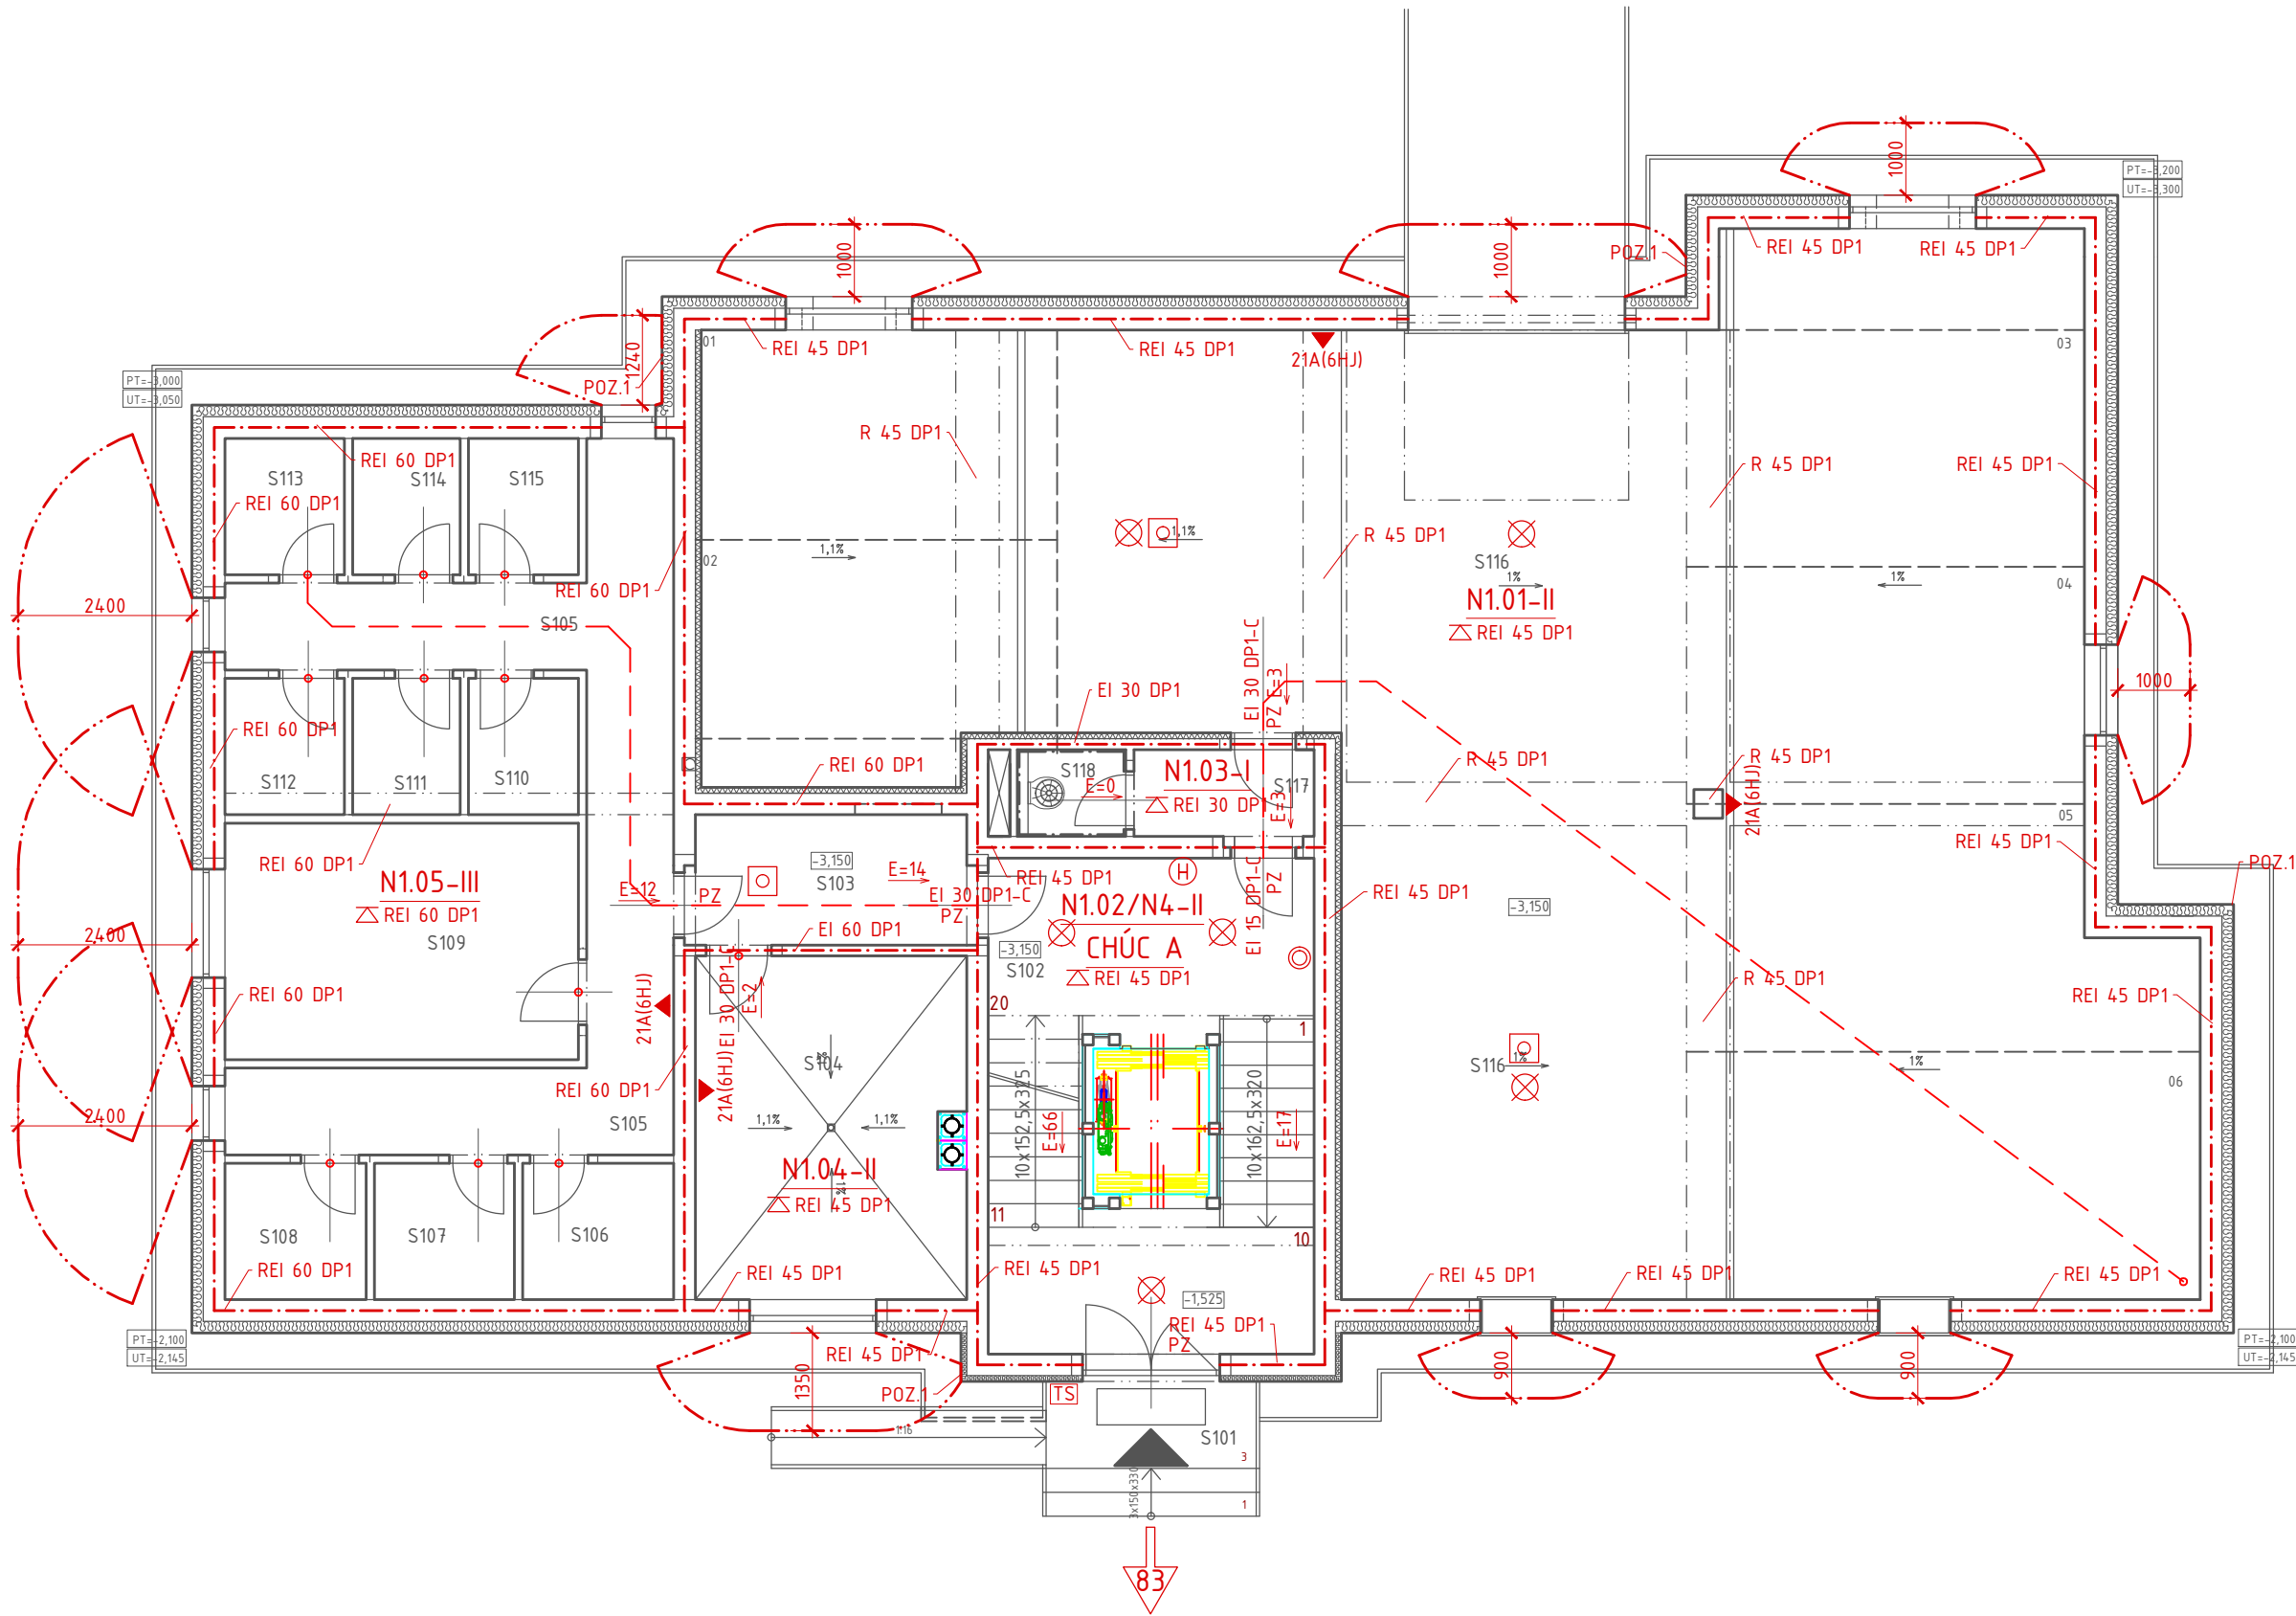 1000
PT=-3,200
UT=-3,300
REI 45 DP1
REI 45 DP1
POZ.1
1000
1000
1240
POZ.1
01
REI 45 DP1
REI 45 DP1
21A(6HJ)
03
PT=-3,000
UT=-3,050
R 45 DP1
R 45 DP1
REI 45 DP1
REI 60 DP1
S113
S114
S115
REI 60 DP1
1,1%
1,1%
R 45 DP1
02
S116
1%
1%
04
REI 60 DP1
N1.01-II
REI 45 DP1
2400
S105
EI 30 DP1-C
PZ E=3
EI 30 DP1
1000
REI 60 DP1
REI 60 DP1
R 45 DP1
R 45 DP1
21A(6HJ)
S112
S111
S110
S118
E=0
N1.03-I
REI 30 DP1
S117
E=3
05
REI 60 DP1
REI 45 DP1
POZ.1
-3,150
S103
E=14
EI 30 DP1-C
PZ
REI 45 DP1
H
EI 15 DP1-C
PZ
REI 45 DP1
N1.05-III
REI 60 DP1
S109
E=12
PZ
N1.02/N4-II
CHÚC A
REI 45 DP1
-3,150
2400
EI 60 DP1
-3,150
S102
R 45 DP1
REI 60 DP1
21A(6HJ)
EI 30 DP1-C
E=2
20
1
REI 45 DP1
S104
1%
S116
1%
1%
06
REI 60 DP1
21A(6HJ)
2400
S105
1,1%
1,1%
10x152,5x325
E=66
10x162,5x320
E=17
N1.04-II
REI 45 DP1
1%
11
10
S108
S107
S106
REI 60 DP1
REI 45 DP1
REI 45 DP1
REI 45 DP1
REI 45 DP1
REI 45 DP1
-1,525
PT=-2,100
UT=-2,145
REI 45 DP1
REI 45 DP1
PZ
PT=-2,100
UT=-2,145
1350
POZ.1
TS
900
900
1:16
S101
3
3x150x330
1
83